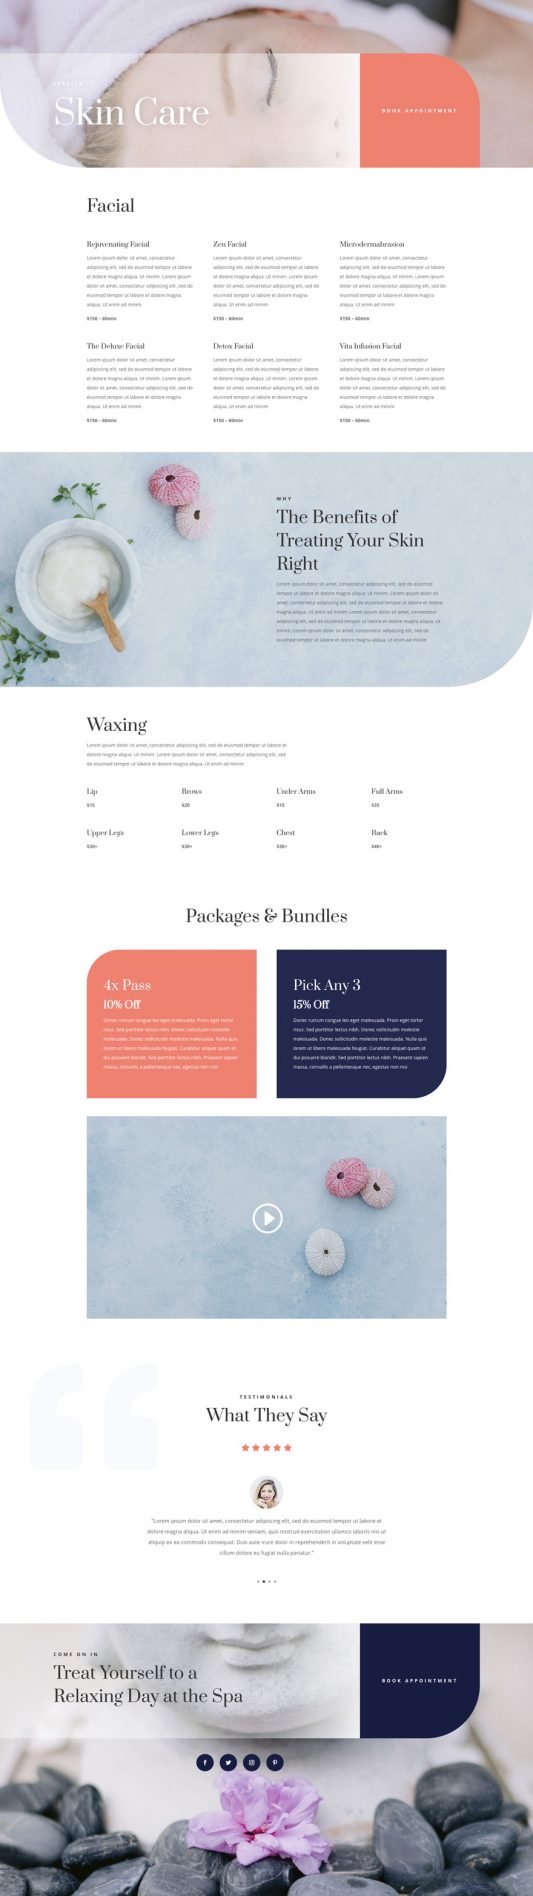 SERVICE
Skin Care
BOOK APPOINTMENT
Facial
Rejuvenating Facial
Lorem ipsum dolor sit amet, consectetur
adipiscing elit, sed do eiusmod tempor ut labore
et dolore magna aliqua. Ut minim. Lorem ipsum
dolor sit amet, consectetur adipiscing elit, sed do
eiusmod tempor ut labore et dolore magna
aliqua. Ut enim ad minim
$150 – 60min
Zen Facial
Lorem ipsum dolor sit amet, consectetur
adipiscing elit, sed do eiusmod tempor ut labore
et dolore magna aliqua. Ut minim. Lorem ipsum
dolor sit amet, consectetur adipiscing elit, sed do
eiusmod tempor ut labore et dolore magna
aliqua. Ut enim ad minim
$150 – 60min
Microdermabrasion
Lorem ipsum dolor sit amet, consectetur
adipiscing elit, sed do eiusmod tempor ut labore
et dolore magna aliqua. Ut minim. Lorem ipsum
dolor sit amet, consectetur adipiscing elit, sed do
eiusmod tempor ut labore et dolore magna
aliqua. Ut enim ad minim
$150 – 60min
The Deluxe Facial
Lorem ipsum dolor sit amet, consectetur
adipiscing elit, sed do eiusmod tempor ut labore
et dolore magna aliqua. Ut minim. Lorem ipsum
dolor sit amet, consectetur adipiscing elit, sed do
eiusmod tempor ut labore et dolore magna
aliqua. Ut enim ad minim
$150 – 60min
Detox Facial
Lorem ipsum dolor sit amet, consectetur
adipiscing elit, sed do eiusmod tempor ut labore
et dolore magna aliqua. Ut minim. Lorem ipsum
dolor sit amet, consectetur adipiscing elit, sed do
eiusmod tempor ut labore et dolore magna
aliqua. Ut enim ad minim
$150 – 60min
Vita Infusion Facial
Lorem ipsum dolor sit amet, consectetur
adipiscing elit, sed do eiusmod tempor ut labore
et dolore magna aliqua. Ut minim. Lorem ipsum
dolor sit amet, consectetur adipiscing elit, sed do
eiusmod tempor ut labore et dolore magna
aliqua. Ut enim ad minim
$150 – 60min
WHY
The Benefits of
Treating Your Skin
Right
Lorem ipsum dolor sit amet, consectetur adipiscing elit, sed do eiusmod
tempor ut labore et dolore magna aliqua. Ut minim. Lorem ipsum dolor sit
amet, consectetur adipiscing elit, sed do eiusmod tempor ut labore et dolore magna
aliqua. Ut enim ad minim Lorem ipsum dolor sit amet, consectetur
adipiscing elit, sed do eiusmod tempor ut labore et dolore magna aliqua. Ut
minim. Lorem ipsum dolor sit amet, consectetur adipiscing elit, sed do
eiusmod tempor ut labore et dolore magna aliqua. Ut enim ad minim
Waxing
Lorem ipsum dolor sit amet, consectetur adipiscing elit, sed do eiusmod tempor ut labore et
dolore magna aliqua. Ut minim. Lorem ipsum dolor sit amet, consectetur adipiscing elit, sed
do eiusmod tempor ut labore et dolore magna aliqua. Ut enim ad minim
Lip
$15
Brows
$20
Under Arms
$15
Full Arms
$35
Upper Legs
$30+
Lower Legs
$30+
Chest
$30+
Back
$40+
Packages & Bundles
4x Pass
10% Off
Donec rutrum congue leo eget malesuada. Proin eget tortor
risus. Sed porttitor lectus nibh. Donec sollicitudin molestie
malesuada. Donec sollicitudin molestie malesuada. Nulla quis
lorem ut libero malesuada feugiat. Curabitur aliquet quam id
dui posuere blandit. Sed porttitor lectus nibh. Praesent sapien
massa, convallis a pellentesque nec, egestas non nisi
Pick Any 3
15% Off
Donec rutrum congue leo eget malesuada. Proin eget tortor
risus. Sed porttitor lectus nibh. Donec sollicitudin molestie
malesuada. Donec sollicitudin molestie malesuada. Nulla quis
lorem ut libero malesuada feugiat. Curabitur aliquet quam id
dui posuere blandit. Sed porttitor lectus nibh. Praesent sapien
massa, convallis a pellentesque nec, egestas non nisi
TESTIMONIALS
What They Say
"Lorem ipsum dolor sit amet, consectetur adipiscing elit, sed do eiusmod tempor ut labore et
dolore magna aliqua. Ut enim ad minim veniam, quis nostrud exercitation ullamco laboris nisi ut
aliquip ex ea commodo consequat. Duis aute irure dolor in reprehenderit in voluptate velit esse
cillum dolore eu fugiat nulla pariatur."
COME ON IN
Treat Yourself to a
Relaxing Day at the Spa
BOOK APPOINTMENT